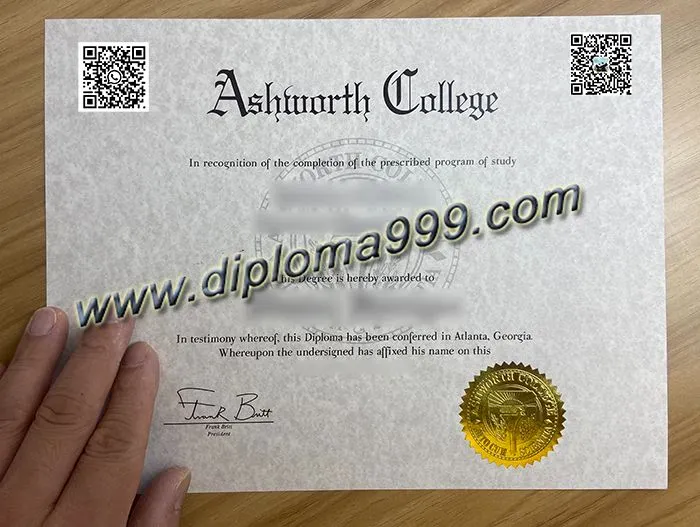 Ashworth College
In recognition of the completion of the prescribed program of study
www.diploma999.com
This Degree is hereby awarded to
In testimony whereof, this Diploma has been conferred in Atlanta, Georgia.
Whereupon the undersigned has affixed his name on this
Frank Britt
Frank Britt
President
ASHWORTH COLLEGE